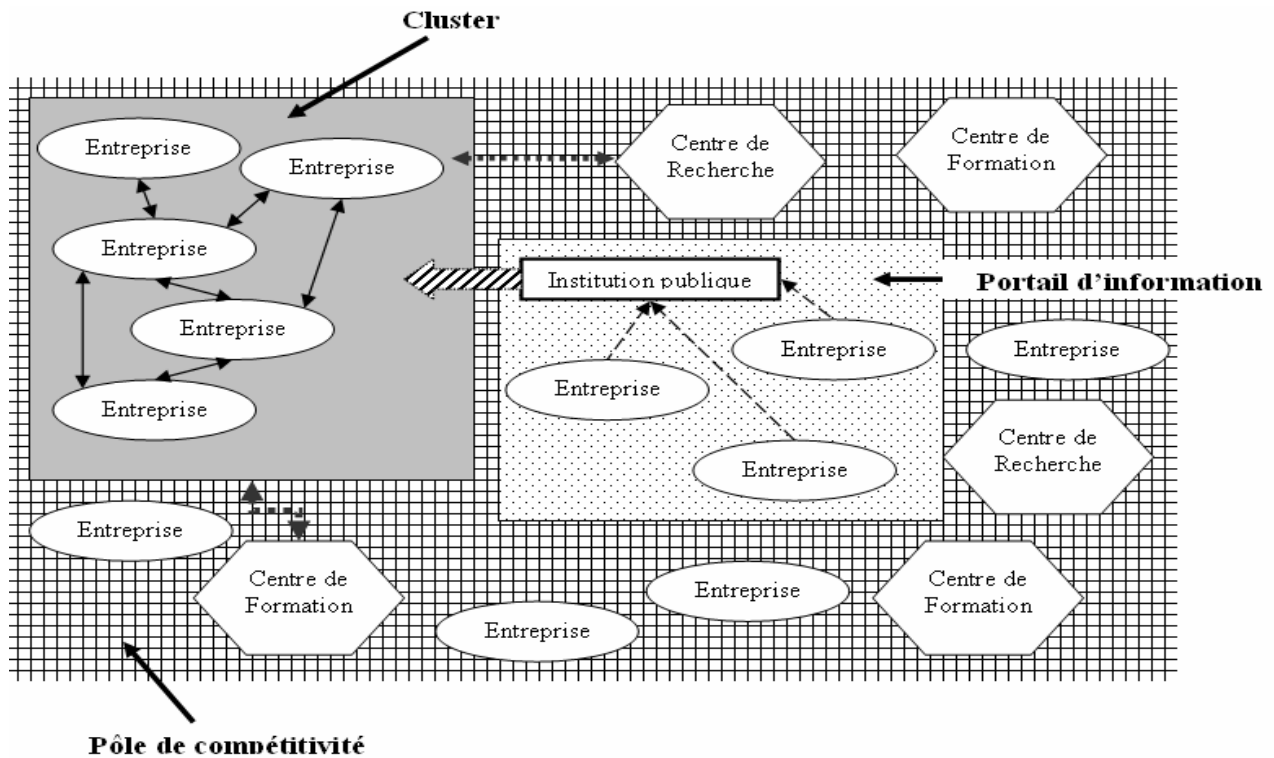 Cluster
Entreprise
Entreprise
Centre de
Recherche
Centre de
Formation
Entreprise
Institution publique
Portail d’information
Entreprise
Entreprise
Entreprise
Entreprise
Entreprise
Centre de
Recherche
Entreprise
Entreprise
Centre de
Formation
Entreprise
Centre de
Formation
Entreprise
Pôle de compétitivité